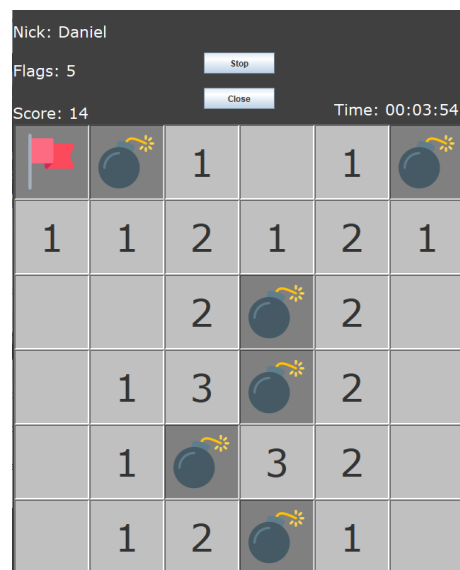 Nick: Daniel
Flags: 5
Stop
Score: 14
Close
Time: 00:03:54
1 1
1 1 2 1 2 1
2 2
1 3 2
1 3 2
1 2 1